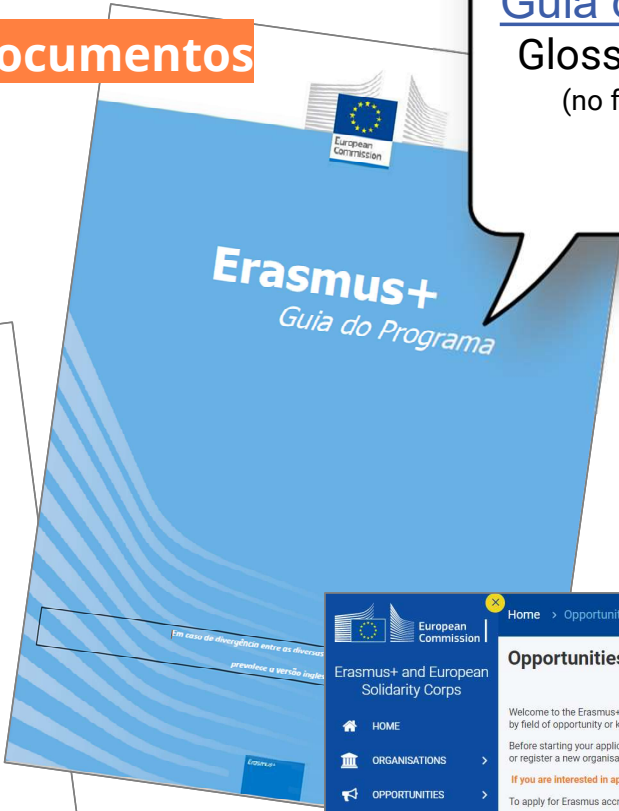 ocumentos
Guia
Gloss
(no f
European
Commission
Erasmus+
Guia do Programa
Em caso de divergência entre as diversas
prevalece a versão ingle
Erasmus+
European
Commission
Erasmus+ and European
Solidarity Corps
HOME
ORGANISATIONS
OPPORTUNITIES
Home > Opportunit
Opportunities
Welcome to the Erasmus+
by field of opportunity or k
Before starting your applic
or register a new organisa
If you are interested in ap
To apply for Erasmus accr